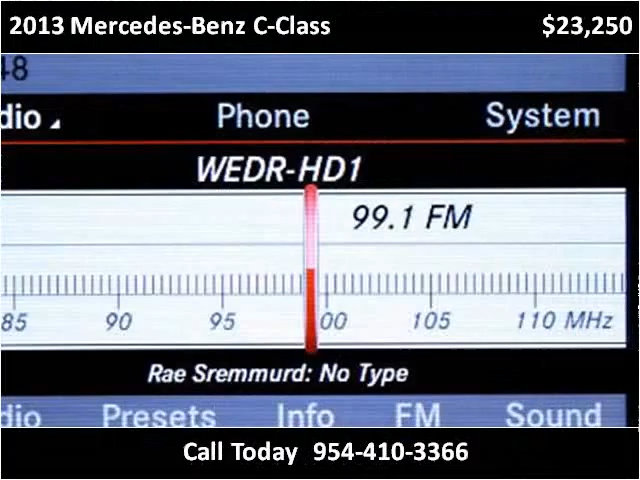 2013 Mercedes-Benz C-Class $23,250
48
dio Phone System
WEDR-HD1
99.1 FM
85 90 95 00 105 110 MHz
Rae Sremmurd: No Type
dio Presets Info FM Sound
Call Today 954-410-3366